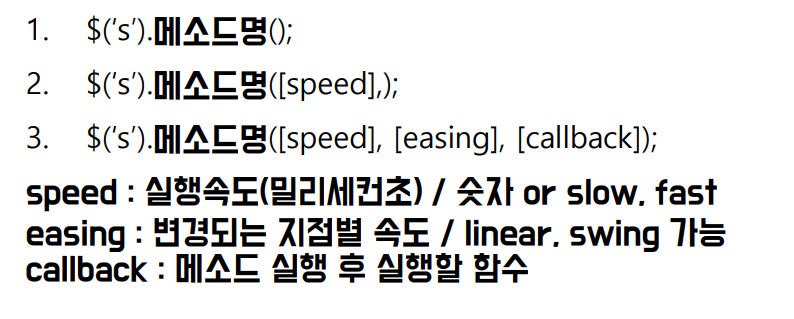 1. $('s').메소드명();
2. $('s').메소드명([speed],);
3. $('s').메소드명([speed], [easing], [callback]);
speed : 실행속도(밀리세컨초) / 숫자 or slow, fast
easing : 변경되는 지점별 속도 / linear, swing 가능
callback : 메소드 실행 후 실행할 함수